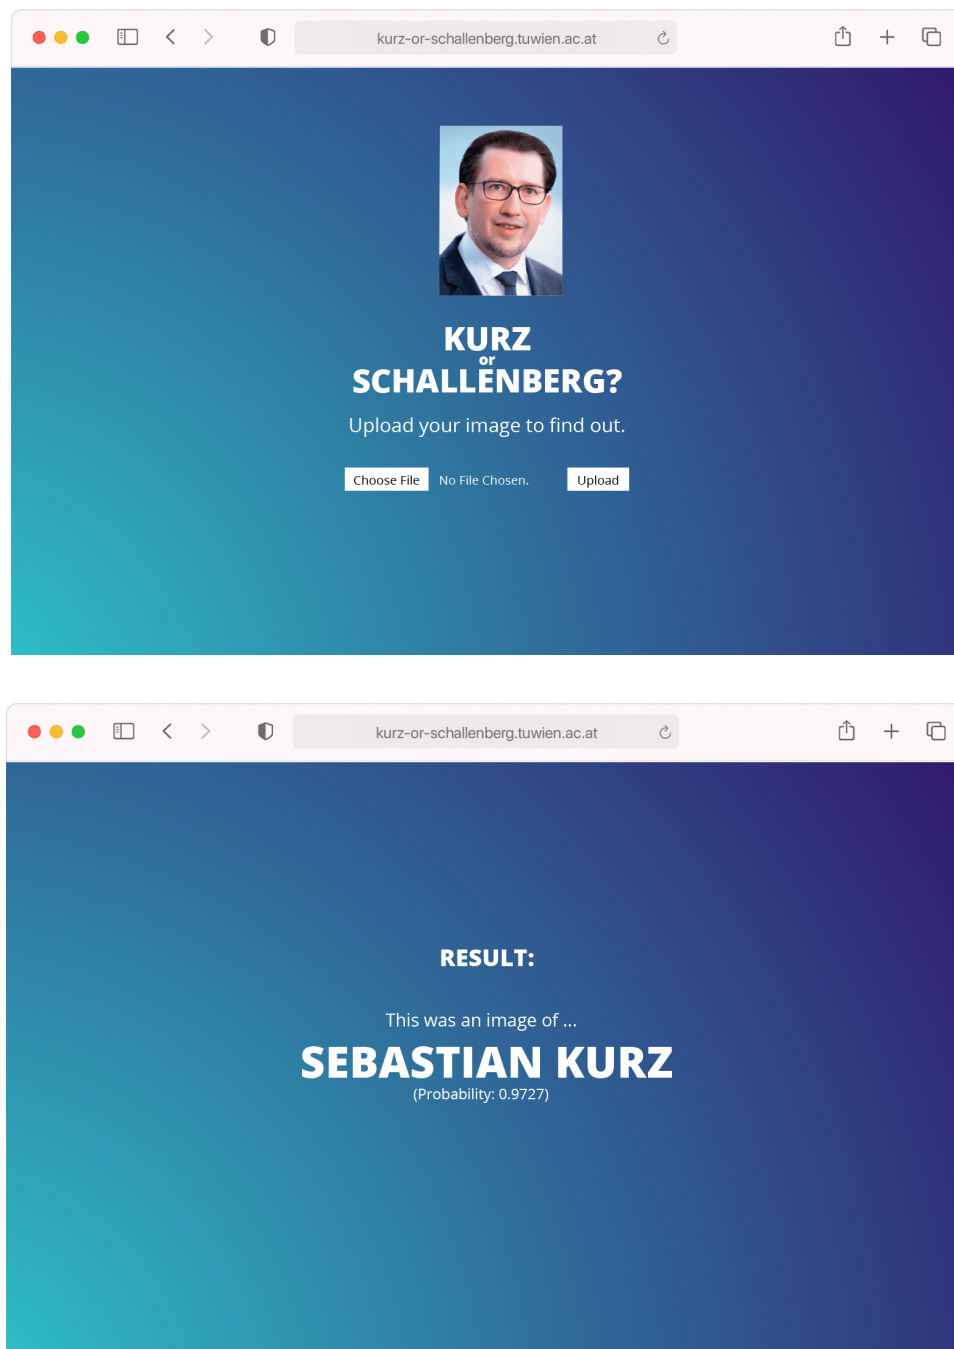 kurz-or-schallenberg.tuwien.ac.at
KURZ
or
SCHALLENBERG?
Upload your image to find out.
Choose File No File Chosen. Upload
kurz-or-schallenberg.tuwien.ac.at
RESULT:
This was an image of ...
SEBASTIAN KURZ
(Probability: 0.9727)